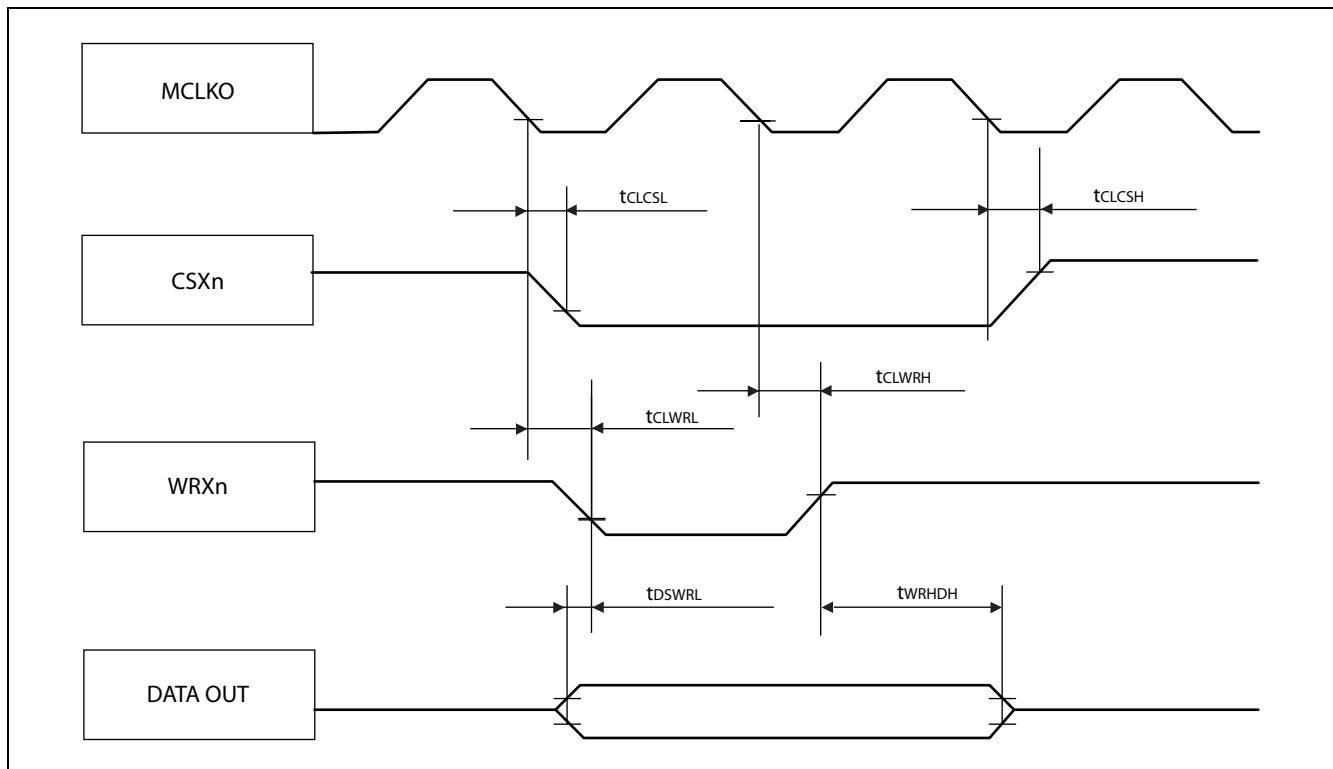 MCLKO
tCLCSL
tCLCSH
CSXn
tCLWRH
tCLWRL
WRXn
tDSWRL
tWRHDH
DATA OUT